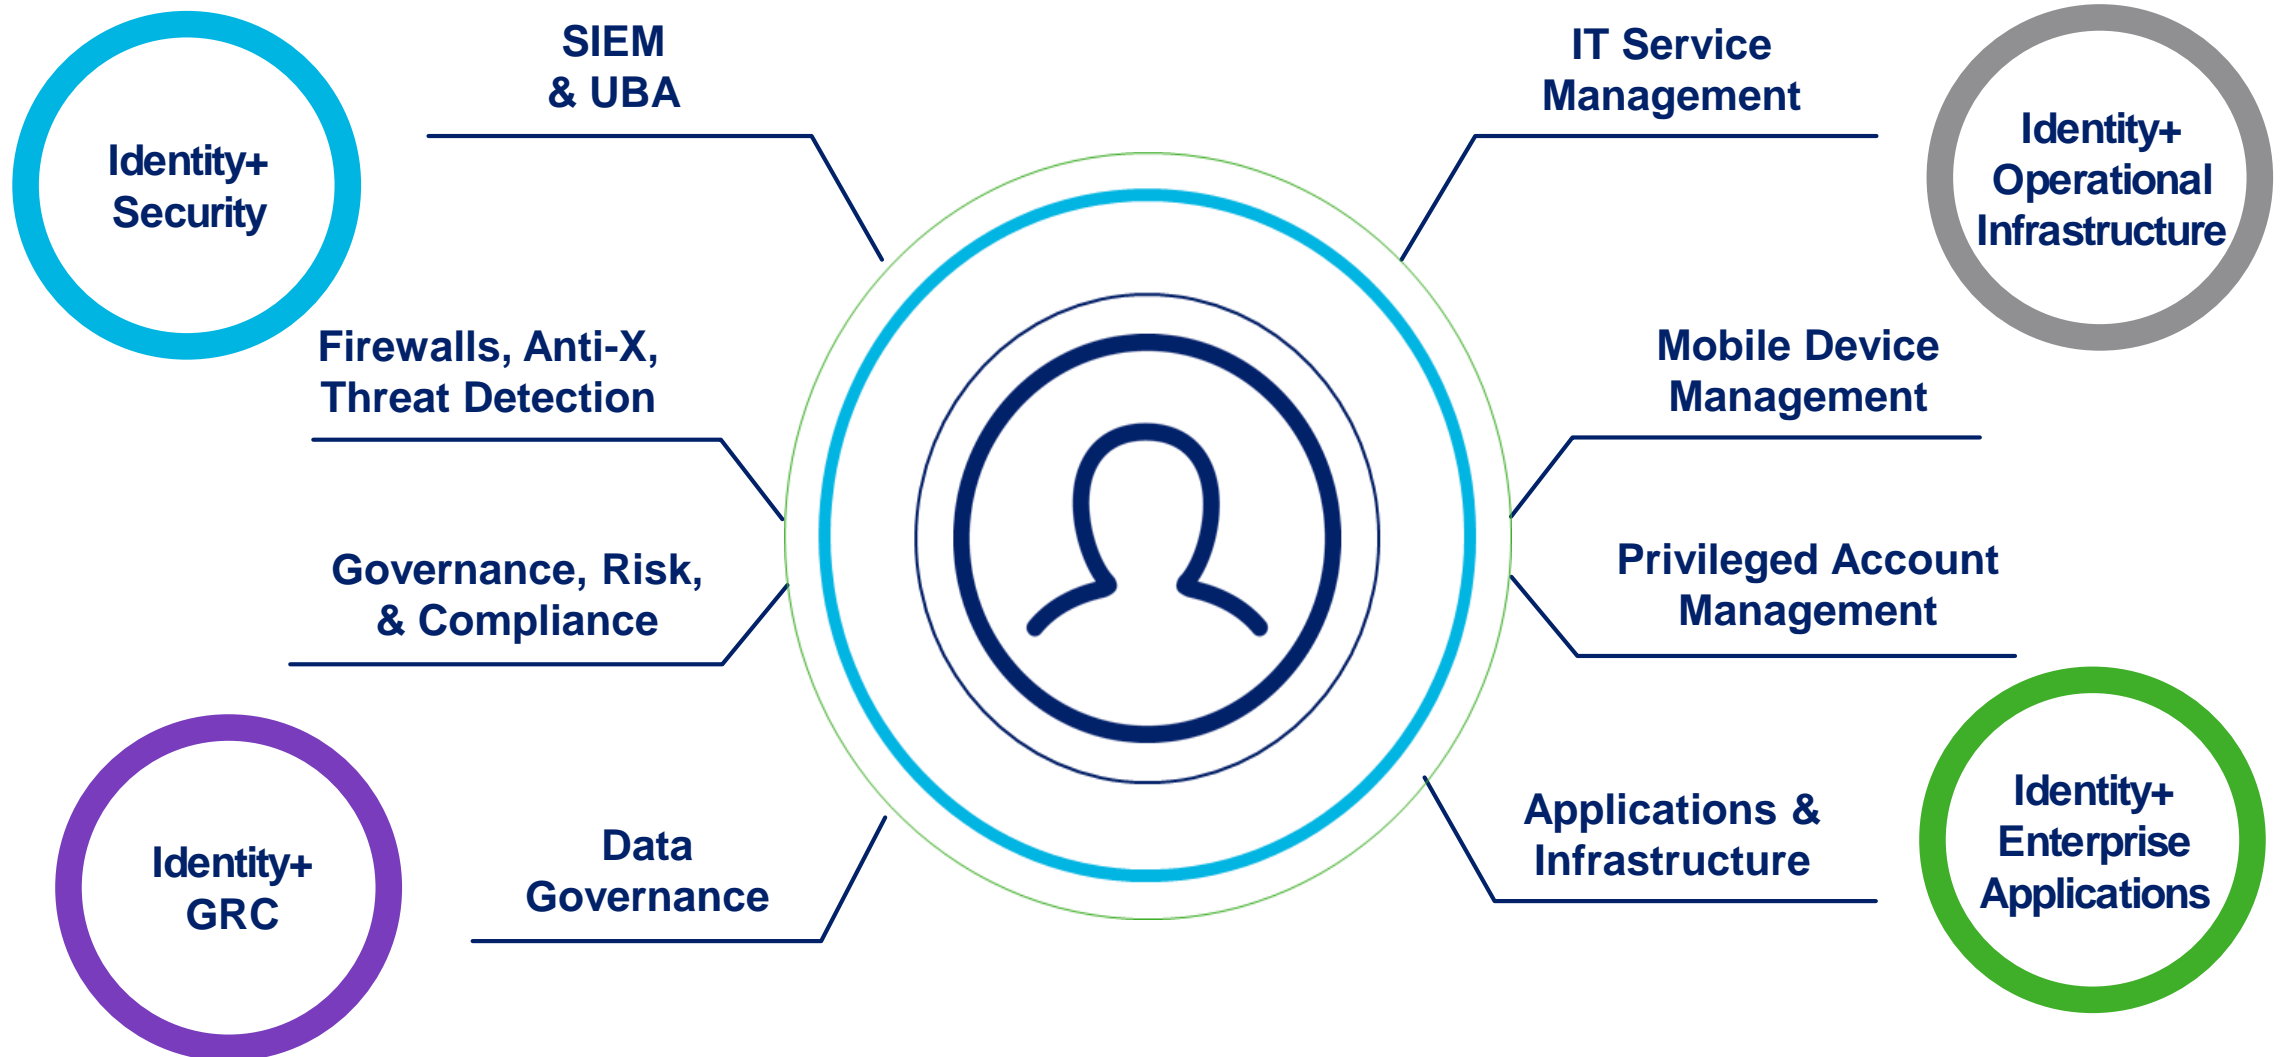 Identity+
Security
SIEM
& UBA
Firewalls, Anti-X,
Threat Detection
Governance, Risk,
& Compliance
Identity+
GRC
Data
Governance
IT Service
Management
Identity+
Operational
Infrastructure
Mobile Device
Management
Privileged Account
Management
Applications &
Infrastructure
Identity+
Enterprise
Applications